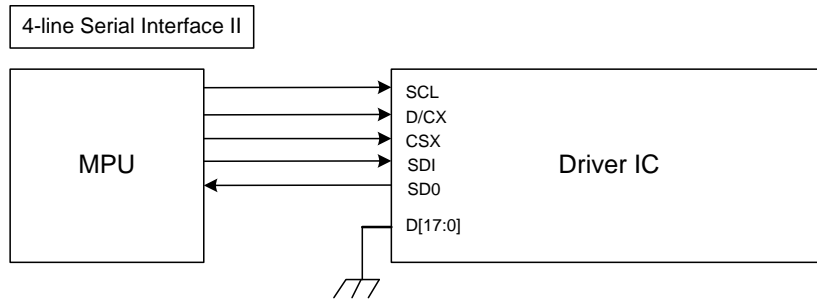 4-line Serial Interface II
MPU
SCL
D/CX
CSX
SDI
SD0
D[17:0]
Driver IC